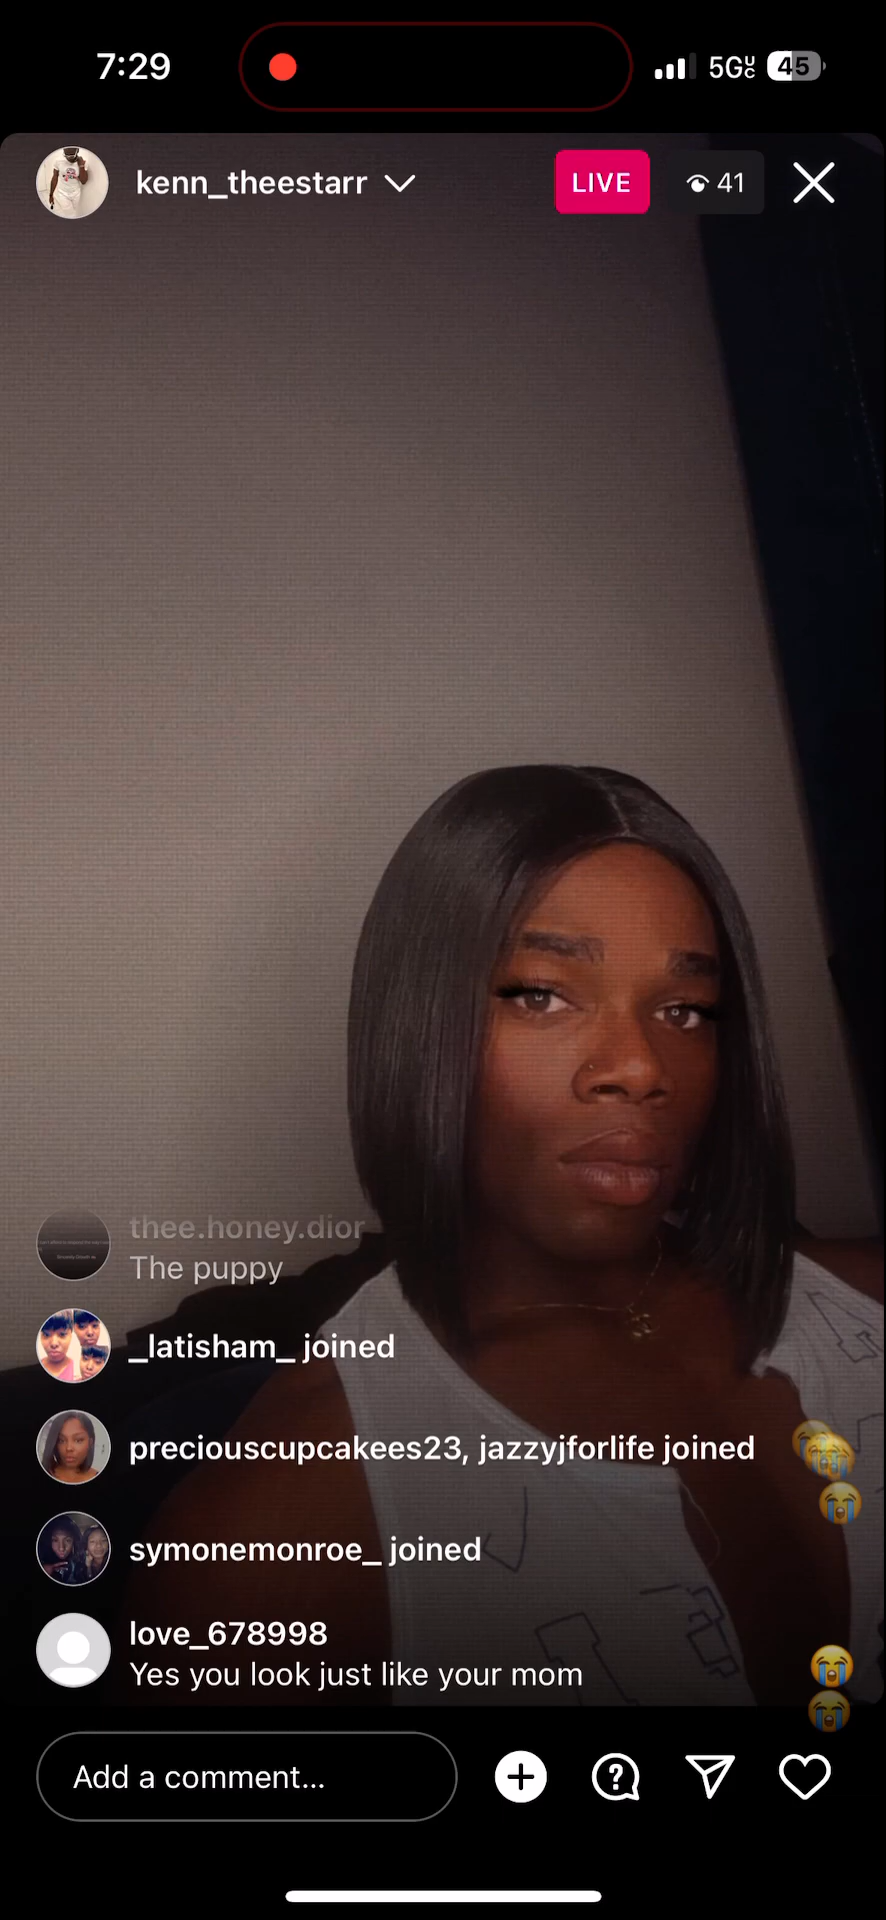 7:29
5GUC
45
kenn_theestarr
LIVE
41
thee.honey.dior
The puppy
_latisham_ joined
preciouscupcakees23, jazzyjforlife joined
symonemonroe_ joined
love_678998
Yes you look just like your mom
Add a comment...